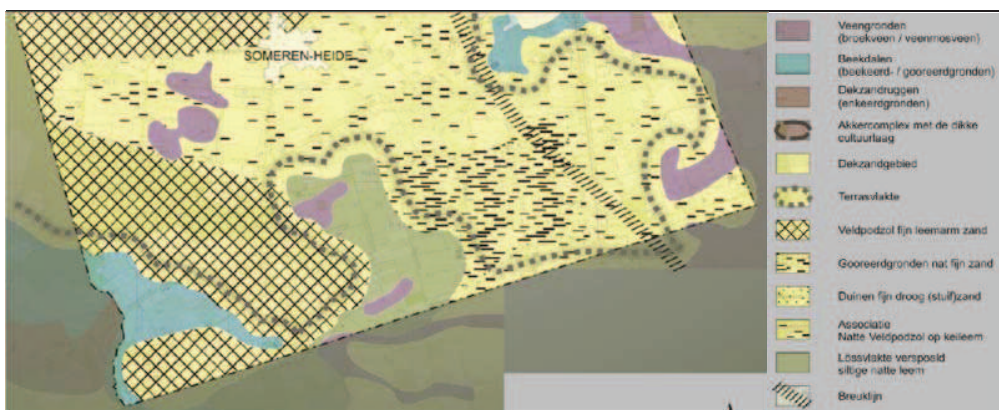 SOMEREN-HEIDE
Veengronden
(broekveen / veenmosveen)
Beekdalen
(beekeerd- / gooreerdgronden)
Dekzandruggen
(enkeerdgronden)
Akkercomplex met de dikke
cultuurlaag
Dekzandgebied
Terrasvlakte
Veldpodzol fijn leemarm zand
Gooreerdgronden nat fijn zand
Duinen fijn droog (stuif)zand
Associatie
Natte Veldpodzol op keileem
Lössvlakte verspoeld
siltige natte leem
Breuklijn